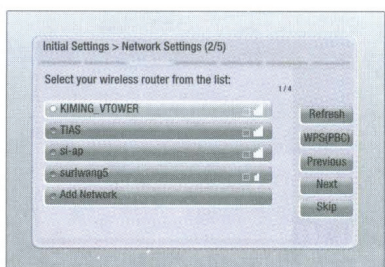 Initial Settings > Network Settings (2/5)
Select your wireless router from the list:
1/4
KIMING_VTOWER
TIAS
si-ap
surlwang5
Add Network
Refresh
WPS(PBC)
Previous
Next
Skip